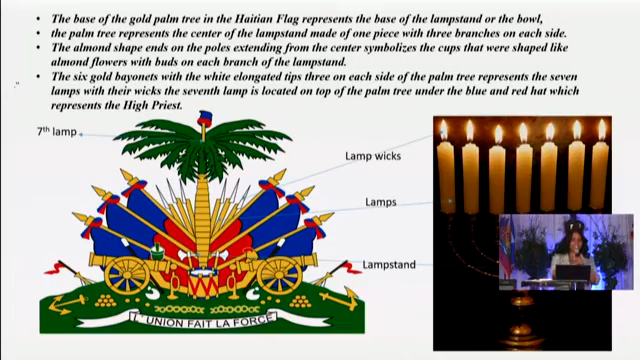 • The base of the gold palm tree in the Haitian Flag represents the base of the lampstand or the bowl,
• the palm tree represents the center of the lampstand made of one piece with three branches on each side.
• The almond shape ends on the poles extending from the center symbolizes the cups that were shaped like
almond flowers with buds on each branch of the lampstand.
• The six gold bayonets with the white elongated tips three on each side of the palm tree represents the seven
lamps with their wicks the seventh lamp is located on top of the palm tree under the blue and red hat which
represents the High Priest.
7th lamp
Lamp wicks
Lamps
Lampstand
L'UNION FAIT LA FORCE